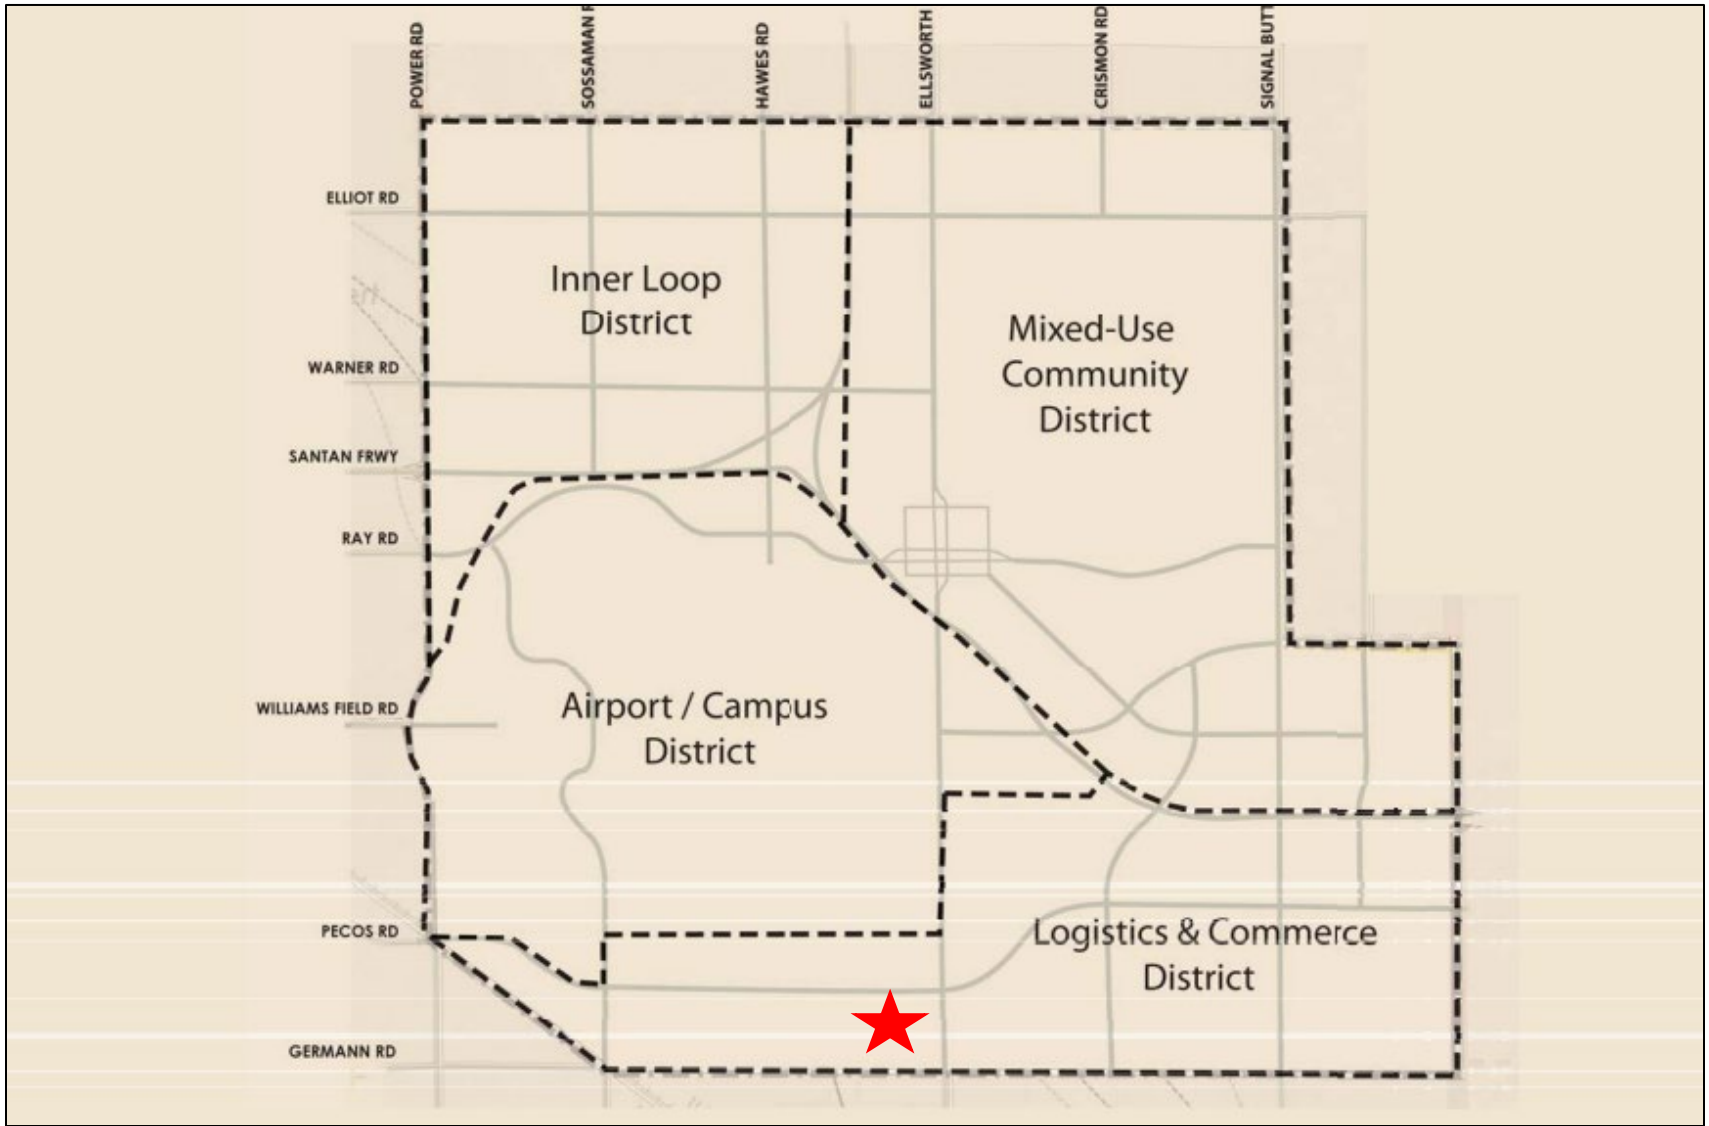 POWER RD
SOSSAMAN
HAWES RD
ELLSWORTH
CRISMON RD
SIGNAL
ELLIOT RD
Inner Loop
District
Mixed-Use
Community
District
WARNER RD
SANTAN FRWY
RAY RD
WILLIAMS FIELD RD
Airport / Campus
District
PECOS RD
Logistics & Commerce
District
GERMANN RD